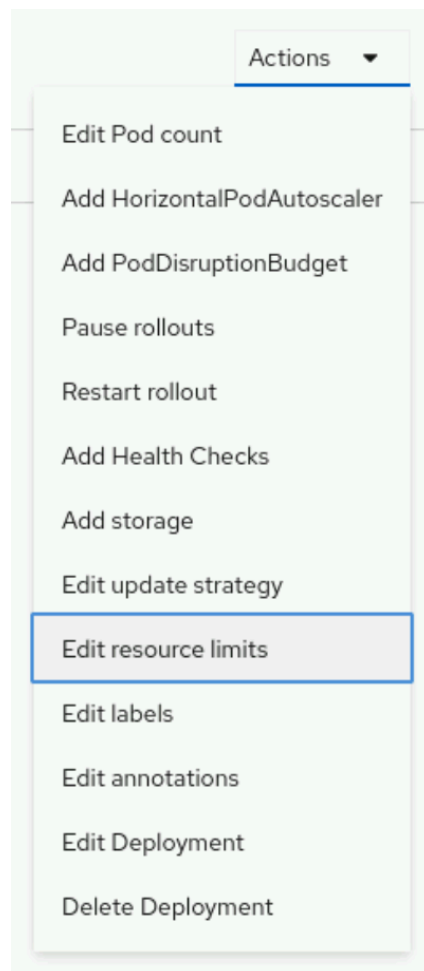 Actions
Edit Pod count
Add HorizontalPodAutoscaler
Add PodDisruptionBudget
Pause rollouts
Restart rollout
Add Health Checks
Add storage
Edit update strategy
Edit resource limits
Edit labels
Edit annotations
Edit Deployment
Delete Deployment